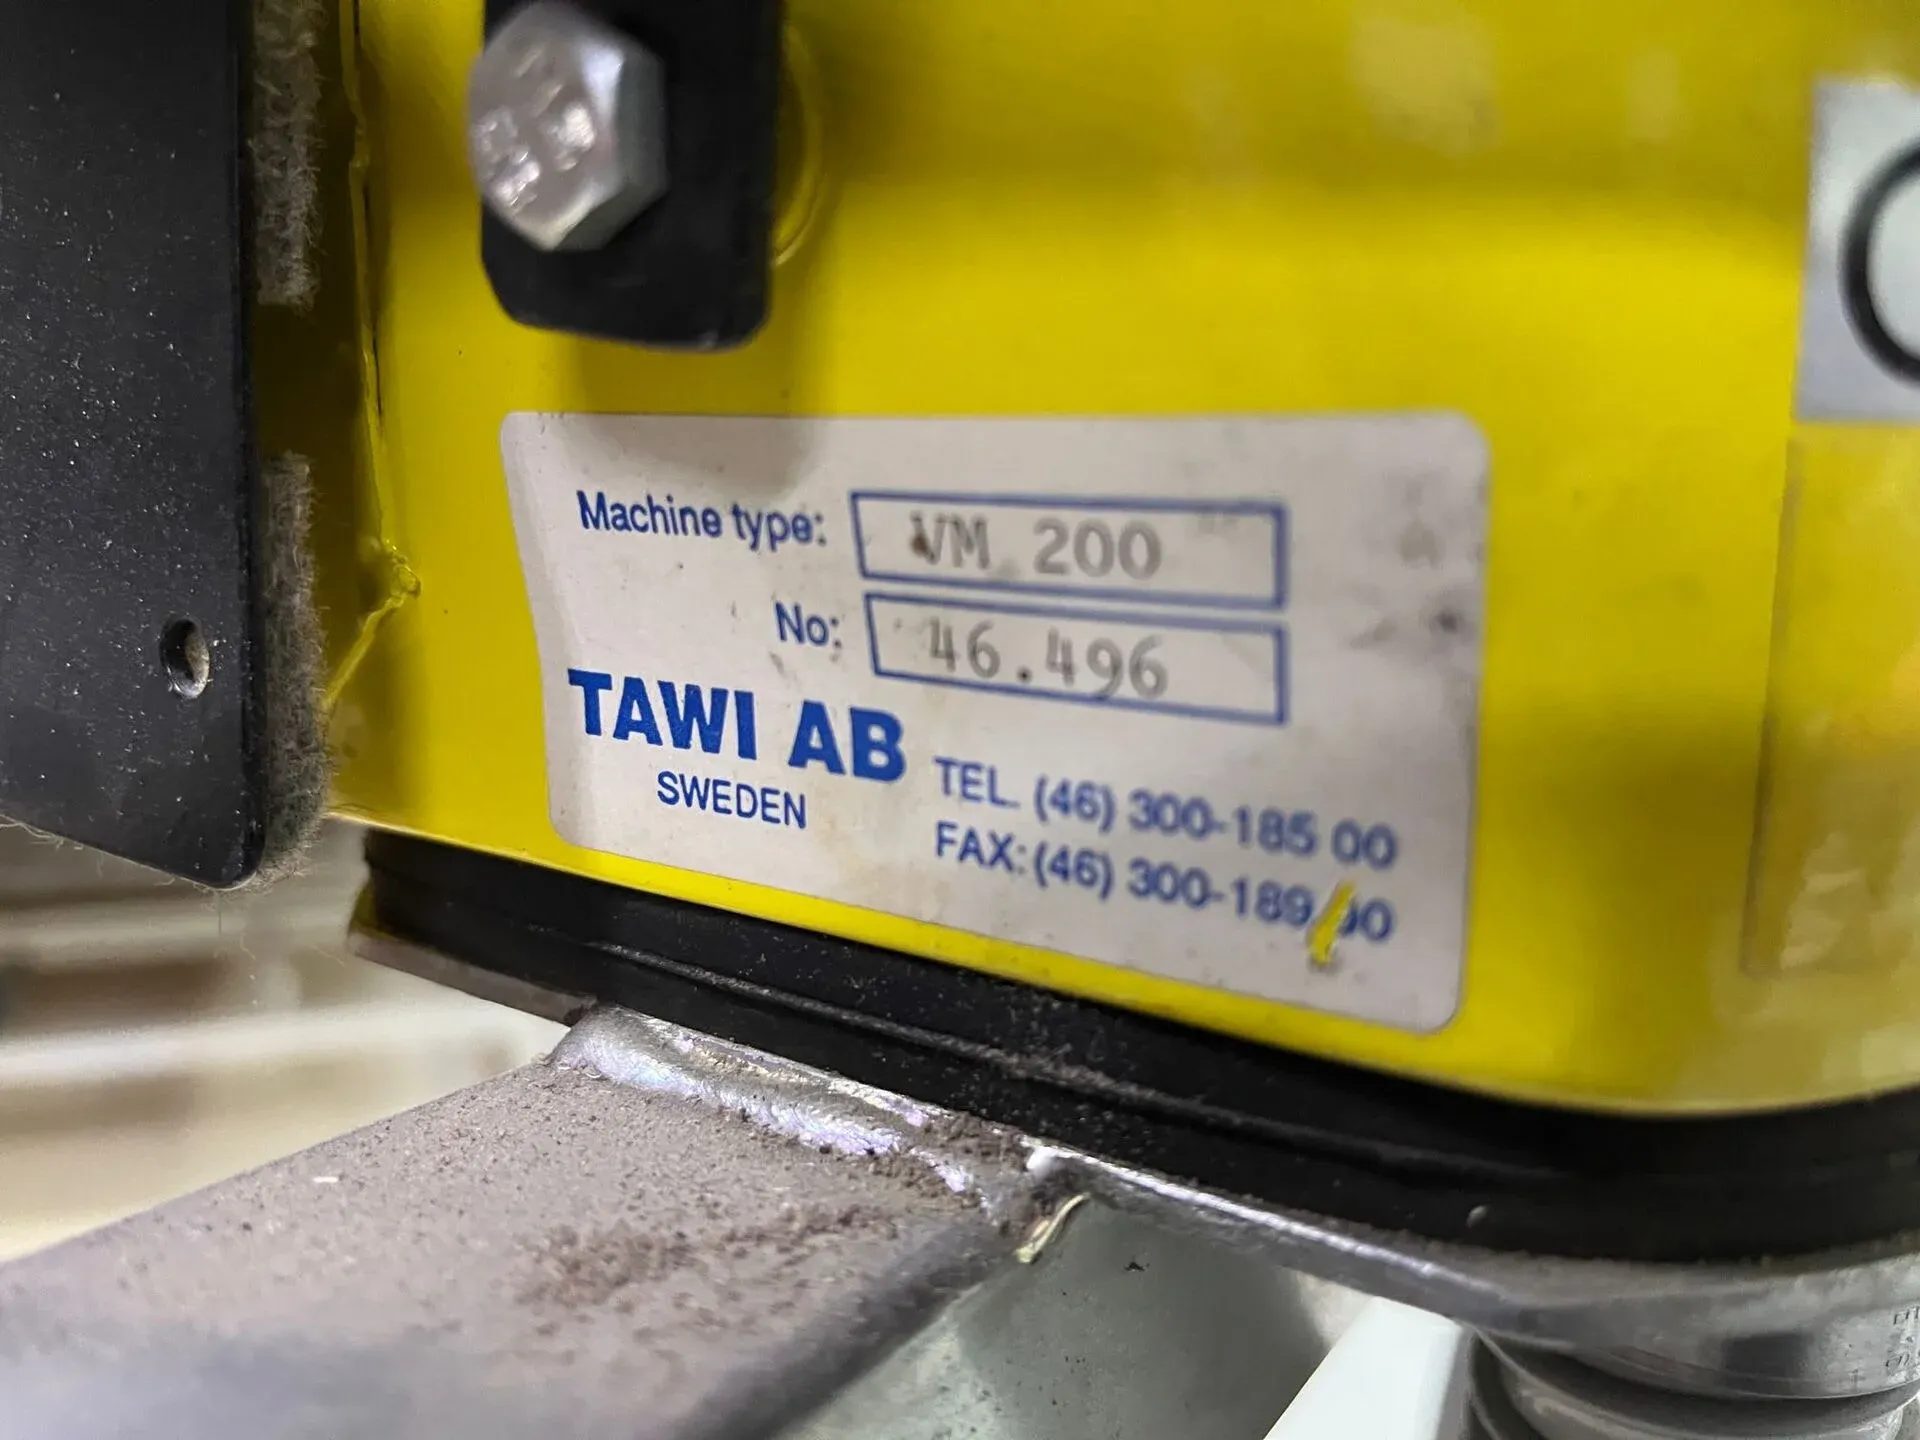 Machine type: VM 200
No: 46.496
TAWI AB
SWEDEN
TEL. (46) 300-185 00
FAX: (46) 300-189 00